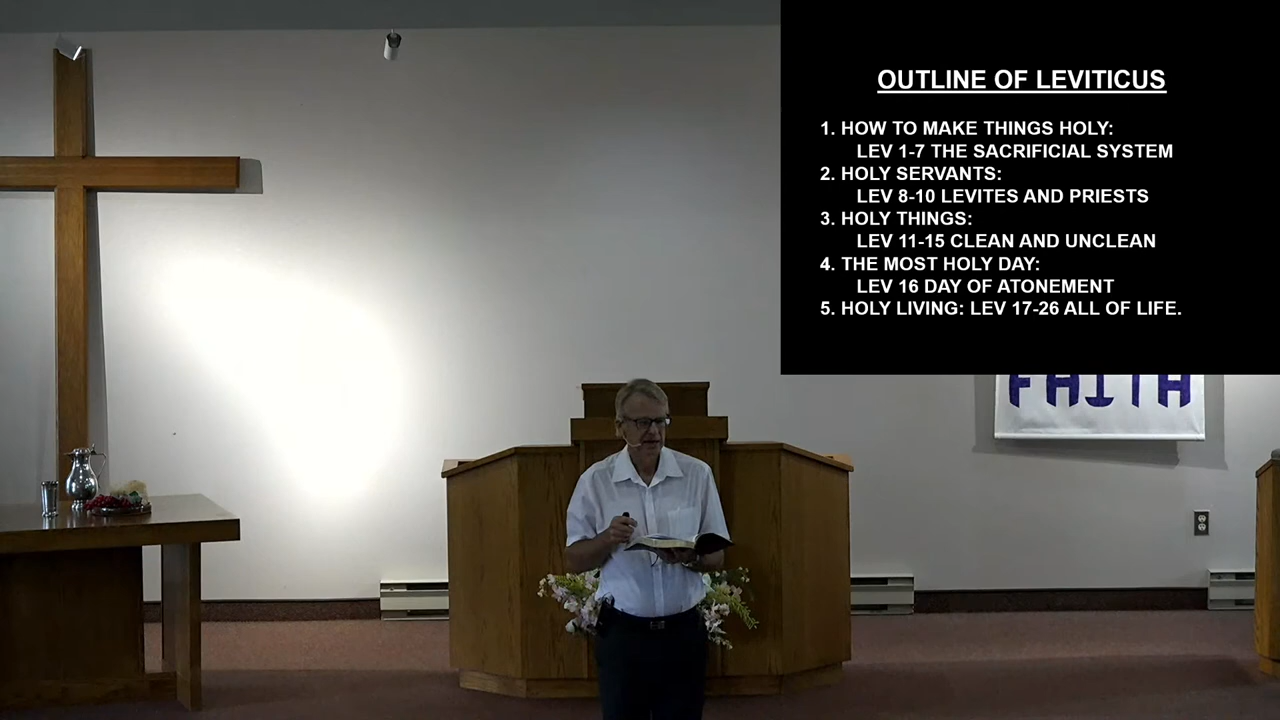 OUTLINE OF LEVITICUS
1. HOW TO MAKE THINGS HOLY:
LEV 1-7 THE SACRIFICIAL SYSTEM
2. HOLY SERVANTS:
LEV 8-10 LEVITES AND PRIESTS
3. HOLY THINGS:
LEV 11-15 CLEAN AND UNCLEAN
4. THE MOST HOLY DAY:
LEV 16 DAY OF ATONEMENT
5. HOLY LIVING: LEV 17-26 ALL OF LIFE.
FAITH